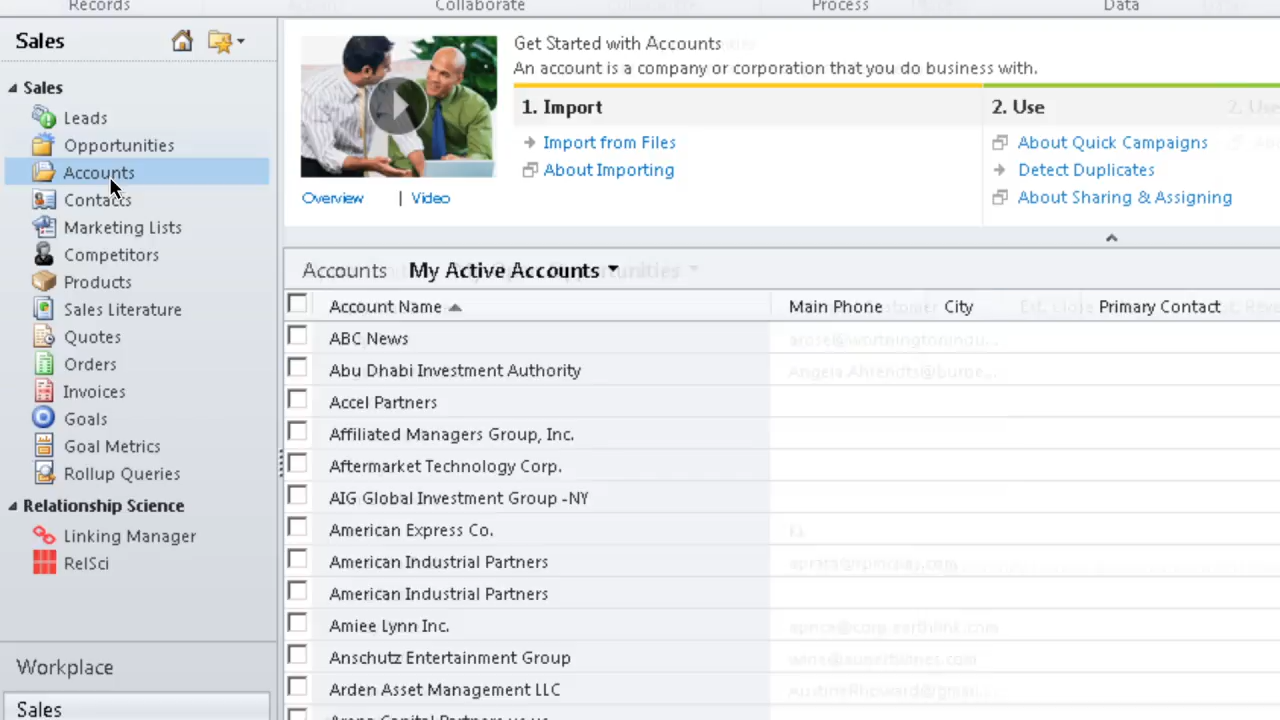 Records
Collaborate
Process
Data
Sales
Get Started with Accounts
An account is a company or corporation that you do business with.
1. Import
2. Use
Import from Files
About Importing
About Quick Campaigns
Detect Duplicates
About Sharing & Assigning
Overview | Video
Sales
Leads
Opportunities
Accounts
Contacts
Marketing Lists
Competitors
Products
Sales Literature
Quotes
Orders
Invoices
Goals
Goal Metrics
Rollup Queries
Relationship Science
Linking Manager
RelSci
Workplace
Sales
Accounts My Active Accounts
Account Name Main Phone City Primary Contact
ABC News
Abu Dhabi Investment Authority
Accel Partners
Affiliated Managers Group, Inc.
Aftermarket Technology Corp.
AIG Global Investment Group -NY
American Express Co.
American Industrial Partners
American Industrial Partners
Amiee Lynn Inc.
Anschutz Entertainment Group
Arden Asset Management LLC